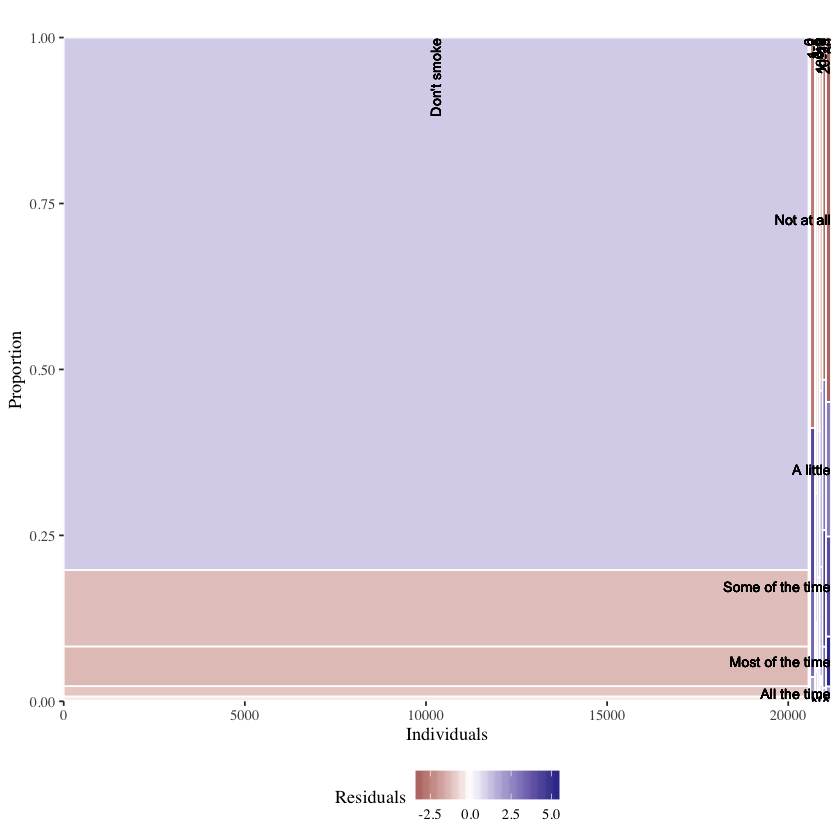 1.00
Don't smoke
0.75
Not at all
0.50
Proportion
A little
0.25
Some of the time
Most of the time
All the time
0.00
0
5000
10000
15000
20000
Individuals
Residuals
-2.5
0.0
2.5
5.0